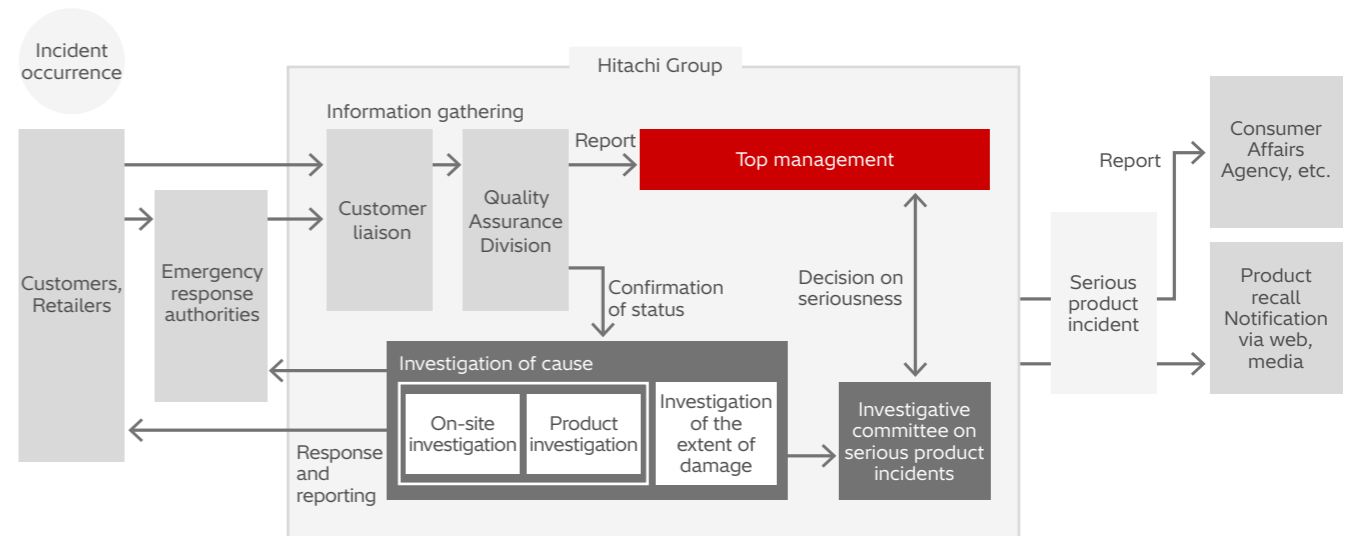 Incident
occurrence
Hitachi Group
Information gathering
Report
Top management
Customer
liaison
Quality
Assurance
Division
Customers,
Retailers
Emergency
response
authorities
Confirmation
of status
Decision on
seriousness
Investigation of cause
On-site
investigation
Product
investigation
Investigation
of the
extent of
damage
Response
and
reporting
Investigative
committee on
serious product
incidents
Serious
product
incident
Report
Consumer
Affairs
Agency, etc.
Product
recall
Notification
via web,
media